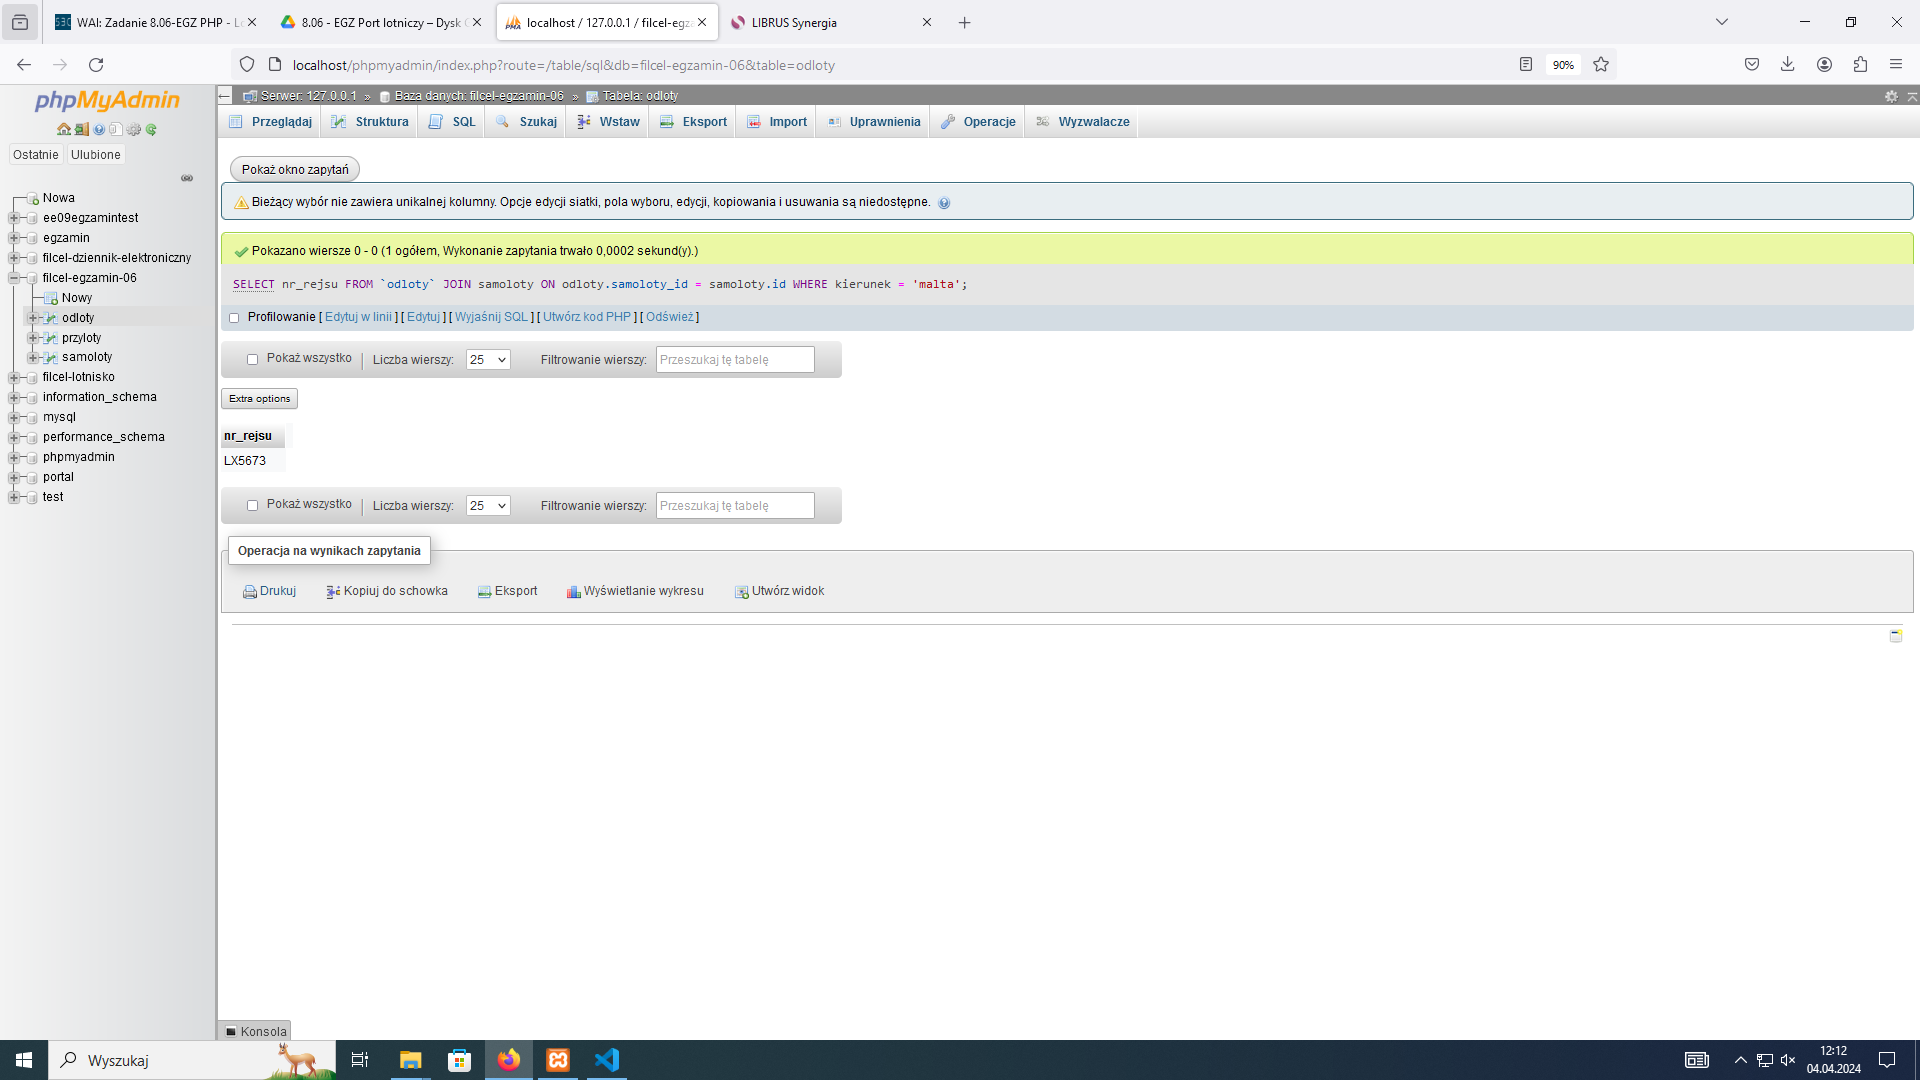 WAI: Zadanie 8.06-EGZ PHP - L
8.06 - EGZ Port lotniczy – Dysk
localhost / 127.0.0.1 / filcel-egz
LIBRUS Synergia
localhost/phpmyadmin/index.php?route=/table/sql&db=filcel-egzamin-06&table=odloty
90%
phpMyAdmin
Ostatnie
Ulubione
Nowa
ee09egzamintest
egzamin
filcel-dziennik-elektroniczny
filcel-egzamin-06
Nowy
odloty
przyloty
samoloty
filcel-lotnisko
information_schema
mysql
performance_schema
phpmyadmin
portal
test
Serwer: 127.0.0.1 » Baza danych: filcel-egzamin-06 » Tabela: odloty
Przeglądaj
Struktura
SQL
Szukaj
Wstaw
Eksport
Import
Uprawnienia
Operacje
Wyzwalacze
Pokaż okno zapytań
Bieżący wybór nie zawiera unikalnej kolumny. Opcje edycji siatki, pola wyboru, edycji, kopiowania i usuwania są niedostępne.
Pokazano wiersze 0 - 0 (1 ogółem, Wykonanie zapytania trwało 0,0002 sekund(y).)
SELECT nr_rejsu FROM `odloty` JOIN samoloty ON odloty.samoloty_id = samoloty.id WHERE kierunek = 'malta';
Profilowanie [ Edytuj w linii ] [ Edytuj ] [ Wyjaśnij SQL ] [ Utwórz kod PHP ] [ Odśwież ]
Pokaż wszystko | Liczba wierszy: 25 Filtrowanie wierszy: Przeszukaj tę tabelę
Extra options
nr_rejsu
LX5673
Pokaż wszystko | Liczba wierszy: 25 Filtrowanie wierszy: Przeszukaj tę tabelę
Operacja na wynikach zapytania
Drukuj
Kopiuj do schowka
Eksport
Wyświetlanie wykresu
Utwórz widok
Konsola
Wyszukaj
12:12
04.04.2024